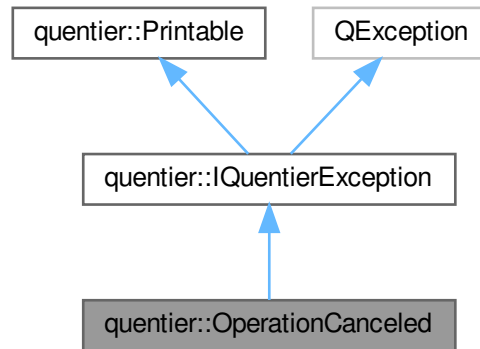 quentier::Printable
QException
quentier::IQuentierException
quentier::OperationCanceled